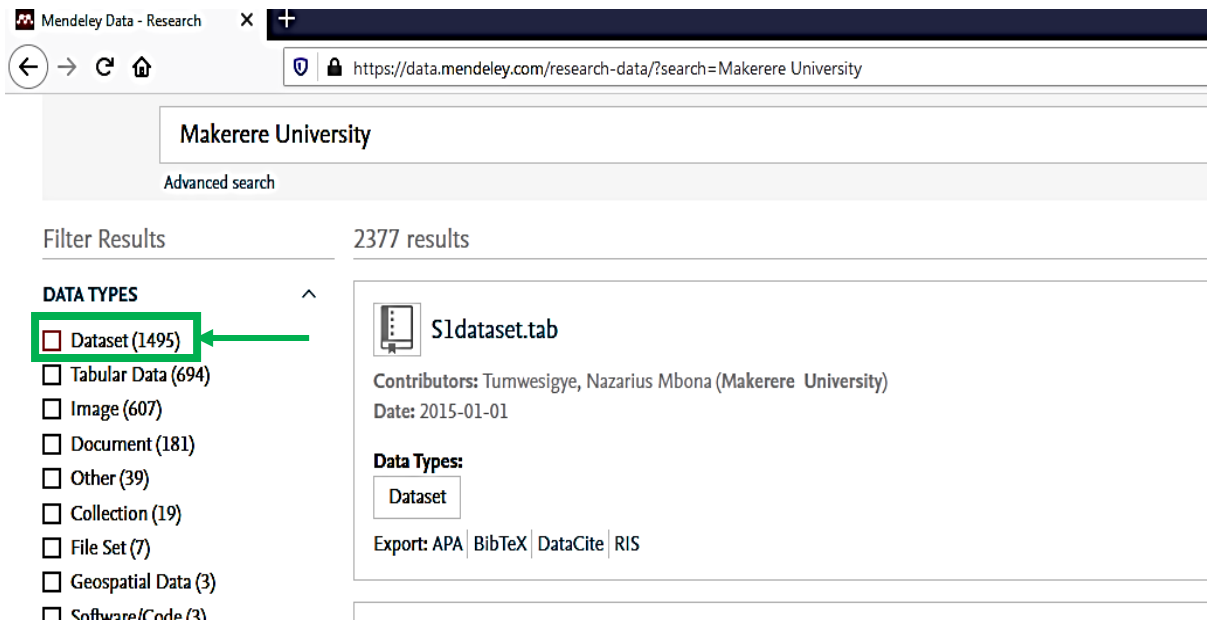 Mendeley Data - Research
https://data.mendeley.com/research-data/?search=Makerere University
Makerere University
Advanced search
Filter Results
DATA TYPES
Dataset (1495)
Tabular Data (694)
Image (607)
Document (181)
Other (39)
Collection (19)
File Set (7)
Geospatial Data (3)
Software/Code (3)
2377 results
S1dataset.tab
Contributors: Tumwesigye, Nazarius Mbona (Makerere University)
Date: 2015-01-01
Data Types:
Dataset
Export: APA BibTeX DataCite RIS